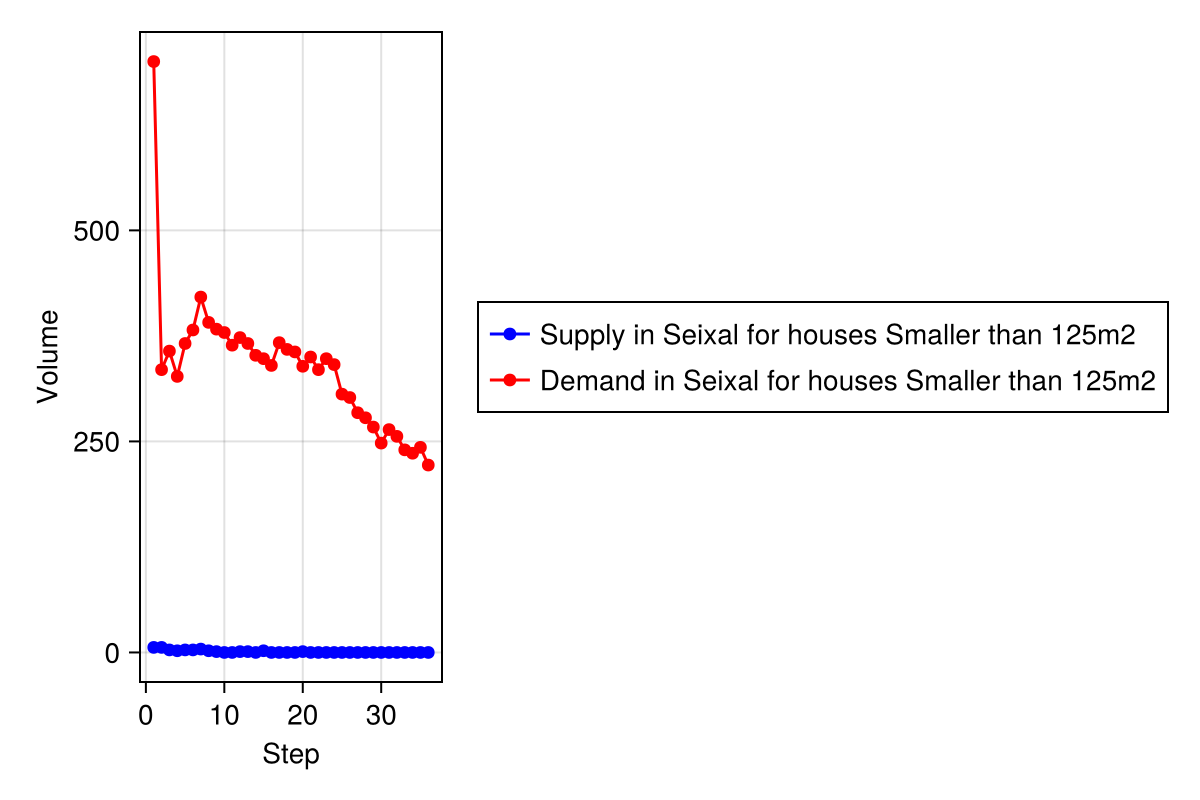 Volume
500
250
0
0 10 20 30
Step
Supply in Seixal for houses Smaller than 125m2
Demand in Seixal for houses Smaller than 125m2